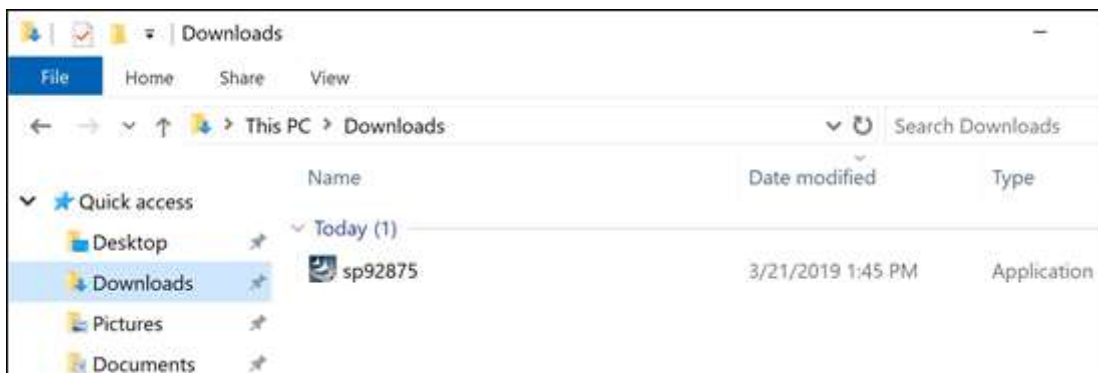 Downloads
File Home Share View
This PC > Downloads Search Downloads
Name Date modified Type
Quick access
Today (1)
Desktop
sp92875 3/21/2019 1:45 PM Application
Downloads
Pictures
Documents